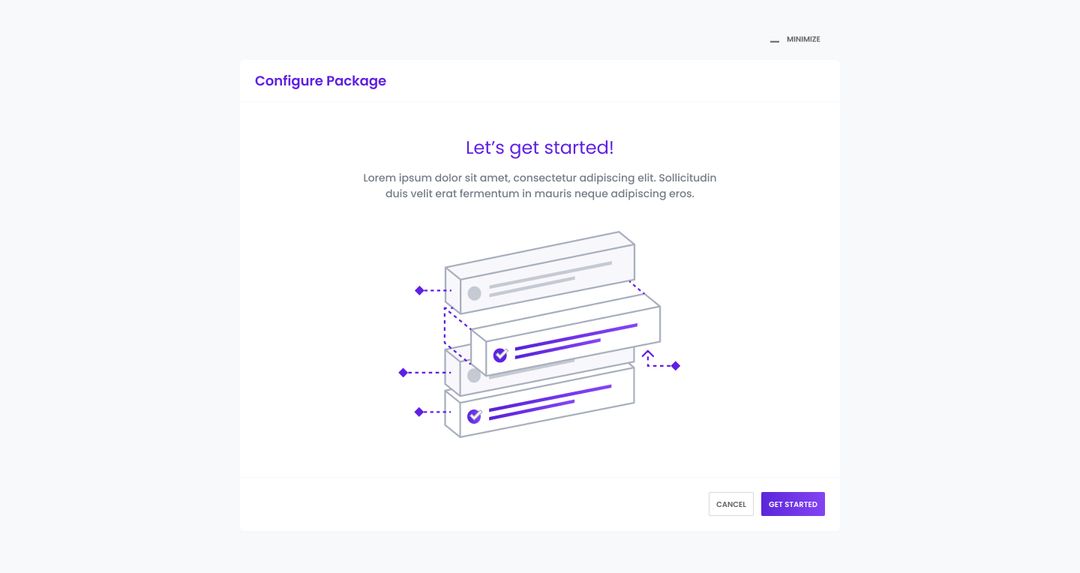 MINIMIZE
Configure Package
Let’s get started!
Lorem ipsum dolor sit amet, consectetur adipiscing elit. Sollicitudin
duis velit erat fermentum in mauris neque adipiscing eros.
CANCEL
GET STARTED